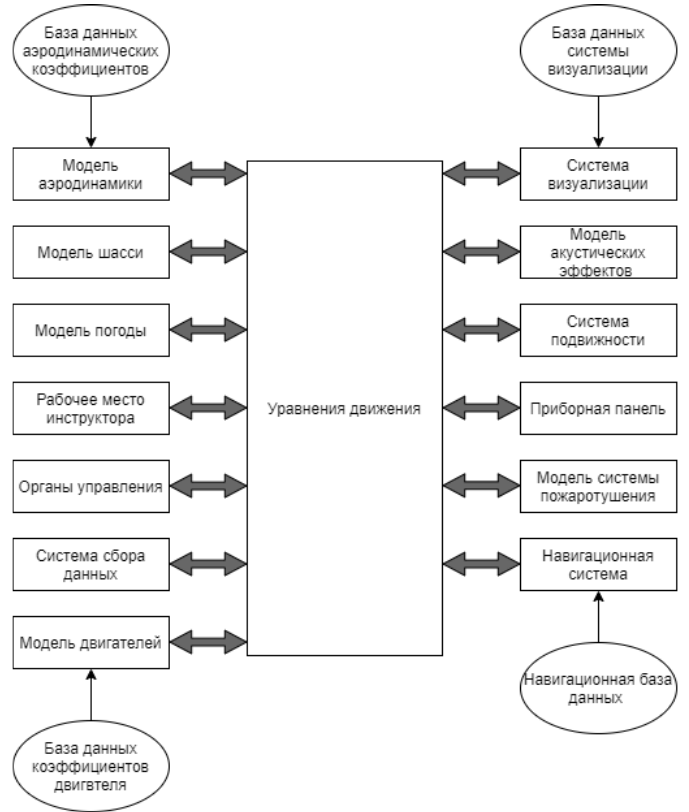 База данных
аэродинамических
коэффициентов
База данных
системы
визуализации
Модель
аэродинамики
Система
визуализации
Модель шасси
Модель
акустических
эффектов
Модель погоды
Система
подвижности
Рабочее место
инструктора
Уравнения движения
Приборная панель
Органы управления
Модель системы
пожаротушения
Система сбора
данных
Навигационная
система
Модель двигателей
Навигационная база
данных
База данных
коэффициентов
двигвтеля